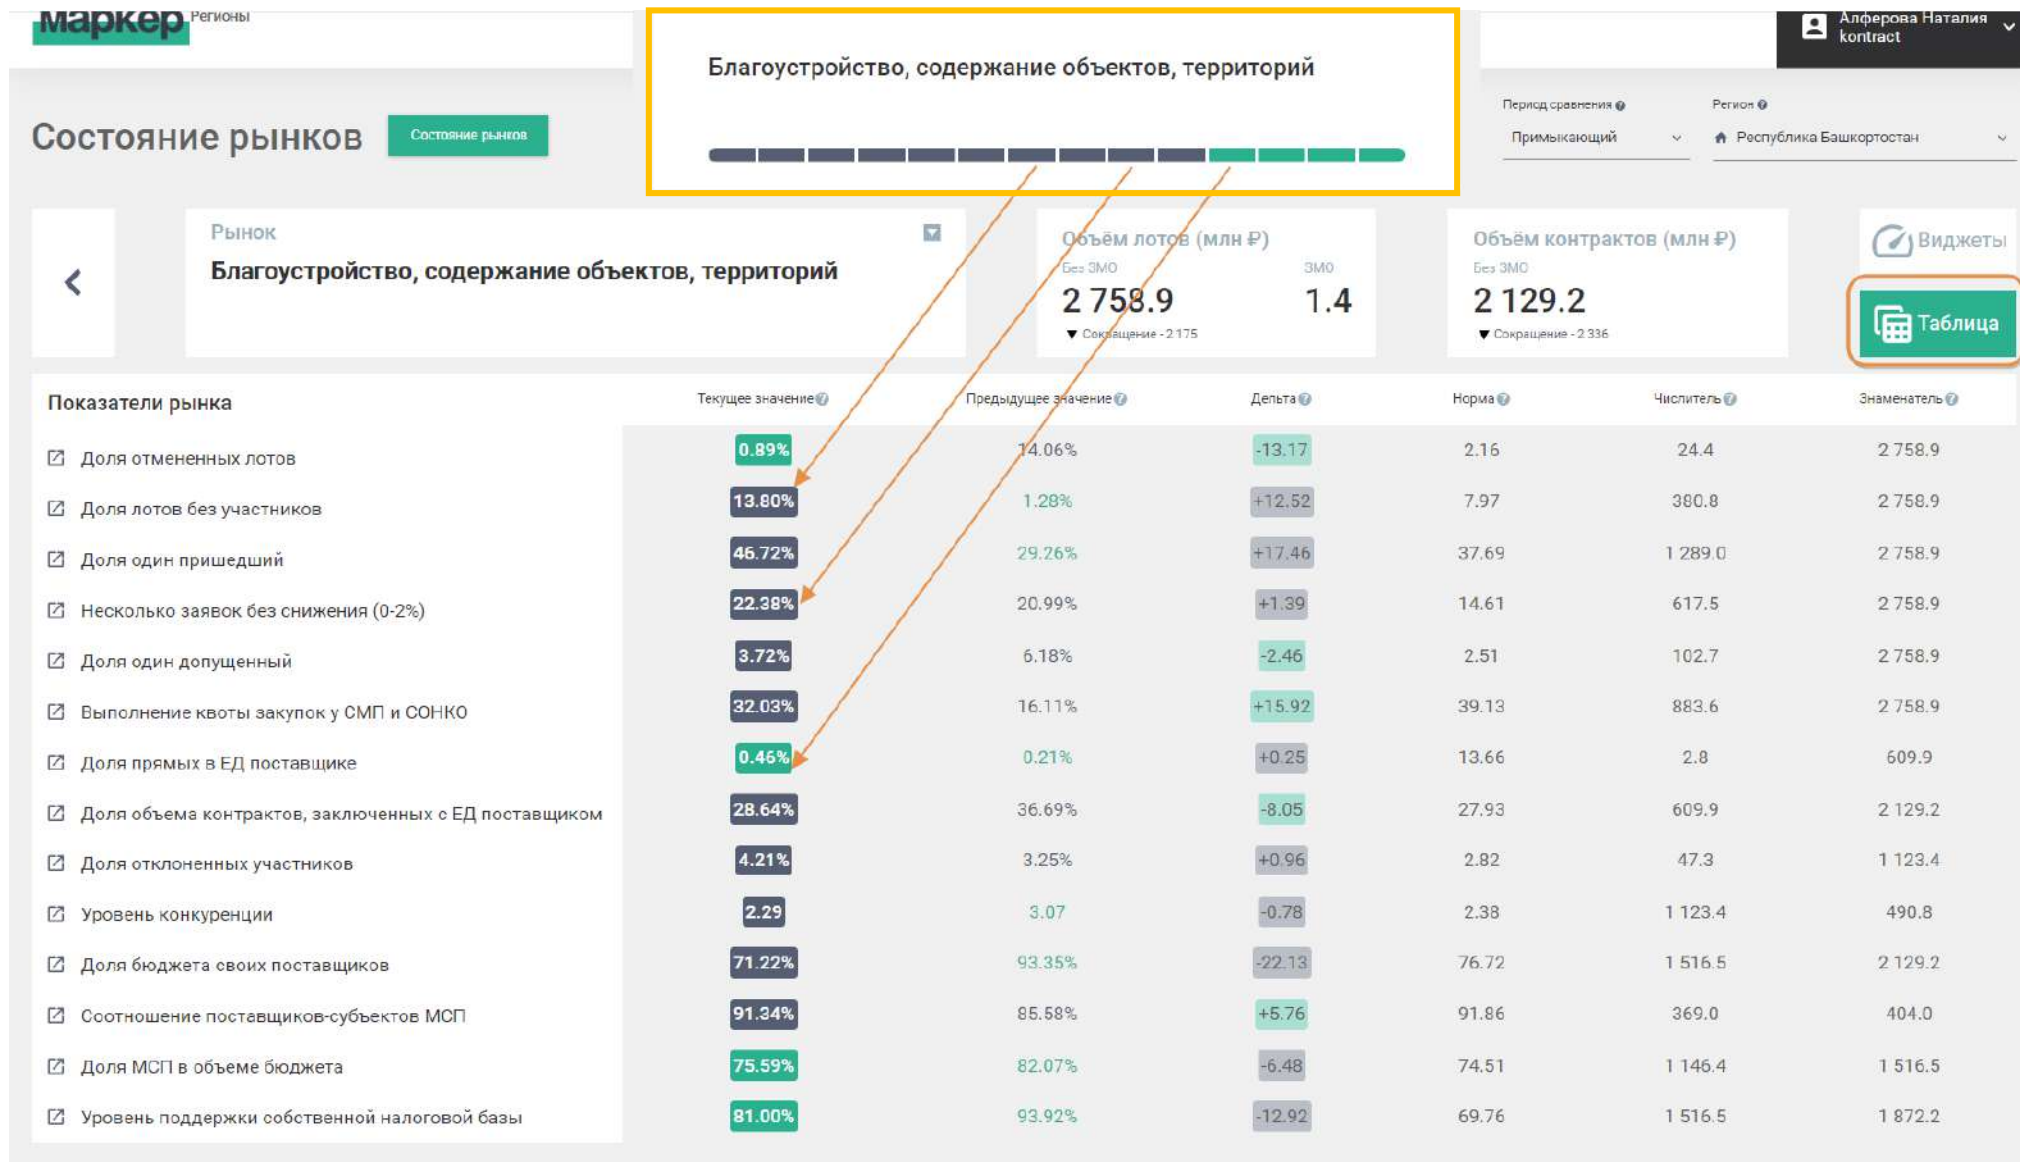 маркер Регионы
Алферова Наталия
kontract
Благоустройство, содержание объектов, территорий
Состояние рынков
Состояние рынков
Период сравнения
Примыкающий
Регион
Республика Башкортостан
Рынок
Благоустройство, содержание объектов, территорий
Объём лотов (млн ₽)
Без ЗМО ЗМО
2 758.9 1.4
▼ Сокращение - 2 175
Объём контрактов (млн ₽)
Без ЗМО
2 129.2
▼ Сокращение - 2 336
Виджеты
Таблица
Показатели рынка Текущее значение Предыдущее значение Дельта Норма Числитель Знаменатель
Доля отмененных лотов 0.89% 14.06% -13.17 2.16 24.4 2 758.9
Доля лотов без участников 13.80% 1.28% +12.52 7.97 380.8 2 758.9
Доля один пришедший 46.72% 29.26% +17.46 37.69 1 289.0 2 758.9
Несколько заявок без снижения (0-2%) 22.38% 20.99% +1.39 14.61 617.5 2 758.9
Доля один допущенный 3.72% 6.18% -2.46 2.51 102.7 2 758.9
Выполнение квоты закупок у СМП и СОНКО 32.03% 16.11% +15.92 39.13 883.6 2 758.9
Доля прямых в ЕД поставщике 0.46% 0.21% +0.25 13.66 2.8 609.9
Доля объема контрактов, заключенных с ЕД поставщиком 28.64% 36.69% -8.05 27.93 609.9 2 129.2
Доля отклоненных участников 4.21% 3.25% +0.96 2.82 47.3 1 123.4
Уровень конкуренции 2.29 3.07 -0.78 2.38 1 123.4 490.8
Доля бюджета своих поставщиков 71.22% 93.35% -22.13 76.72 1 516.5 2 129.2
Соотношение поставщиков-субъектов МСП 91.34% 85.58% +5.76 91.86 369.0 404.0
Доля МСП в объеме бюджета 75.59% 82.07% -6.48 74.51 1 146.4 1 516.5
Уровень поддержки собственной налоговой базы 81.00% 93.92% -12.92 69.76 1 516.5 1 872.2